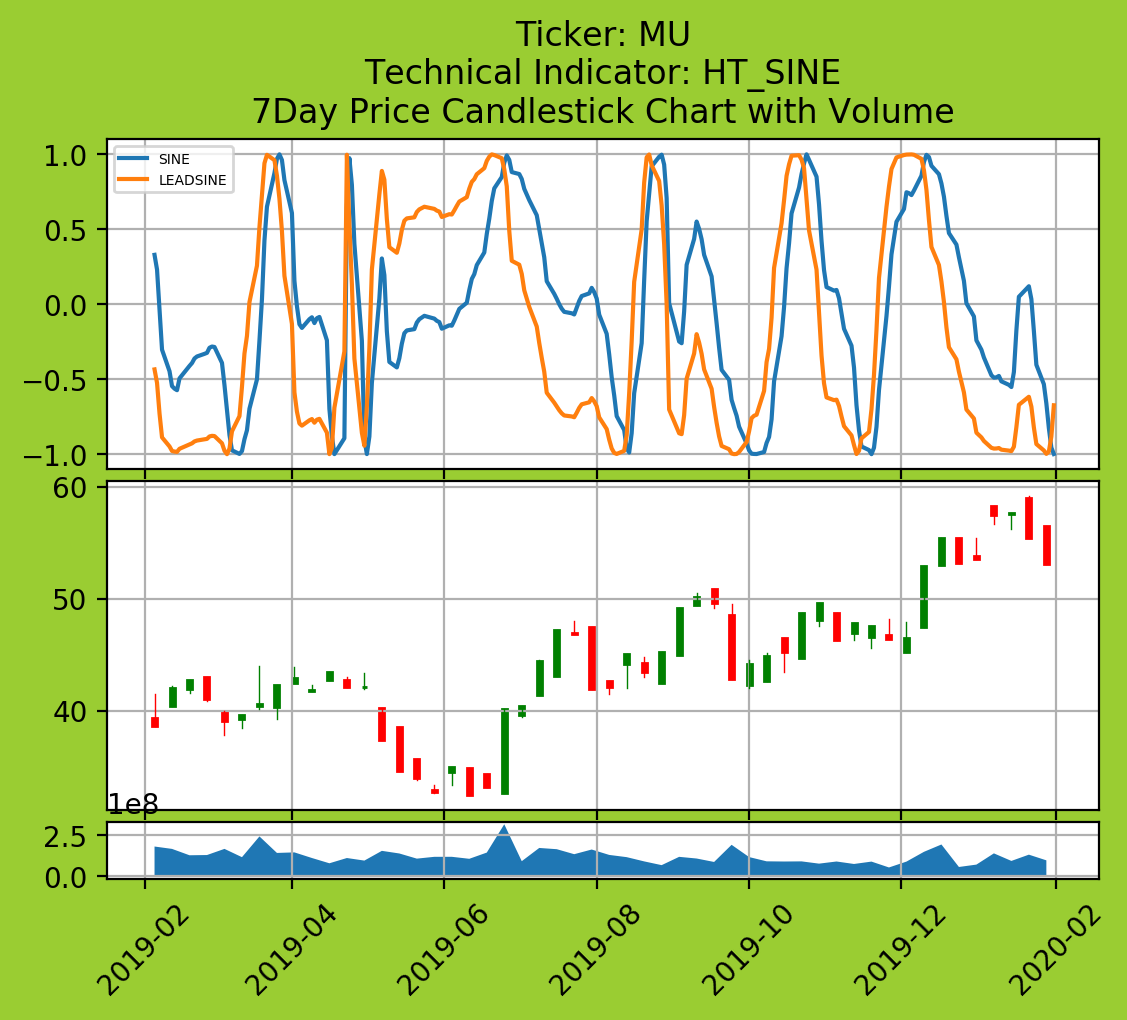 Ticker: MU
Technical Indicator: HT_SINE
7Day Price Candlestick Chart with Volume
1.0
0.5
0.0
−0.5
−1.0
SINE
LEADSINE
60
50
40
1e8
2.5
0.0
2019-02
2019-04
2019-06
2019-08
2019-10
2019-12
2020-02